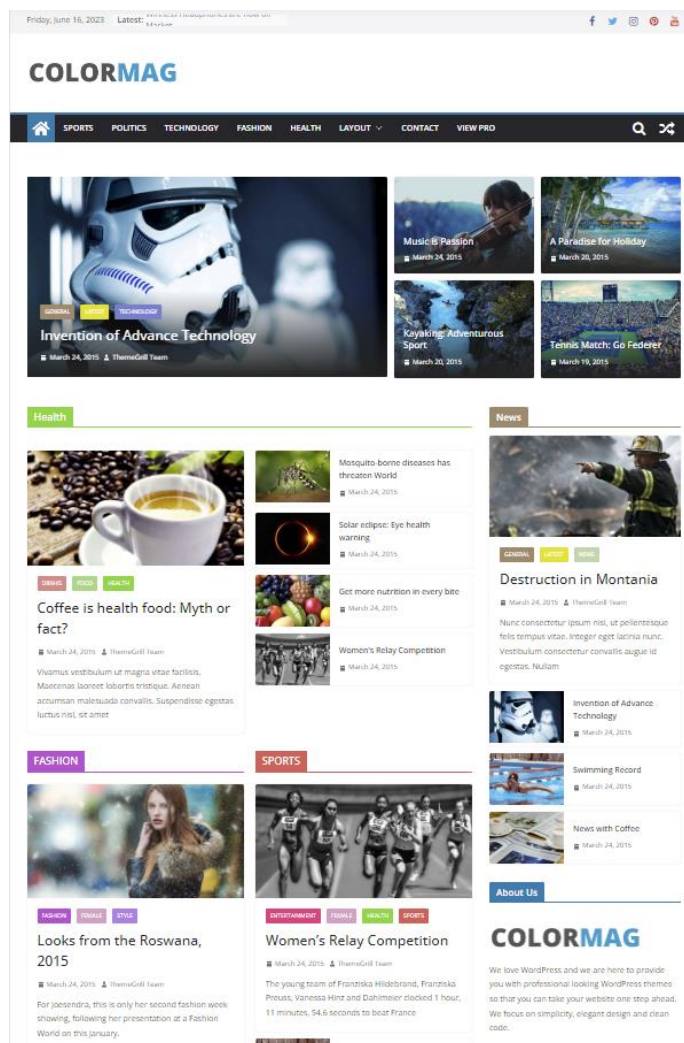 Friday, June 16, 2023 Latest: Wireless Headphones are now on
Market
COLORMAG
SPORTS POLITICS TECHNOLOGY FASHION HEALTH LAYOUT CONTACT VIEW PRO
GENERAL LATEST TECHNOLOGY
Invention of Advance Technology
March 24, 2015 ThemeGrill Team
Music is Passion
March 24, 2015
A Paradise for Holiday
March 20, 2015
Kayaking: Adventurous
Sport
March 20, 2015
Tennis Match: Go Federer
March 19, 2015
Health
DRINKS FOOD HEALTH
Coffee is health food: Myth or
fact?
March 24, 2015 ThemeGrill Team
Vivamus vestibulum ut magna vitae facilisis,
Maecenas laoreet lobortis tristique. Aenean
accumsan malesuada convallis. Suspendisse egestas
luctus nisl, sit amet
Mosquito-borne diseases has
threaten World
March 24, 2015
Solar eclipse: Eye health
warning
March 24, 2015
Get more nutrition in every bite
March 24, 2015
Women's Relay Competition
March 24, 2015
News
GENERAL LATEST NEWS
Destruction in Montania
March 24, 2015 ThemeGrill Team
Nunc consectetur ipsum nisl, ut pellentesque
felis tempus vitae. Integer eget lacinia nunc.
Vestibulum consectetur convallis augue id
egestas. Nullam
Invention of Advance
Technology
March 24, 2015
Swimming Record
March 24, 2015
News with Coffee
March 24, 2015
FASHION
FASHION FEMALE STYLE
Looks from the Roswana,
2015
March 24, 2015 ThemeGrill Team
For Joesendra, this is only her second fashion week
showing, following her presentation at a Fashion
World on this January.
SPORTS
ENTERTAINMENT FEMALE HEALTH SPORTS
Women's Relay Competition
March 24, 2015 ThemeGrill Team
The young team of Franziska Hildebrand, Franziska
Preuss, Vanessa Hinz and Dahlmeier clocked 1 hour,
11 minutes, 54.6 seconds to beat France
About Us
COLORMAG
We love WordPress and we are here to provide
you with professional looking WordPress themes
so that you can take your website one step ahead.
We focus on simplicity, elegant design and clean
code.